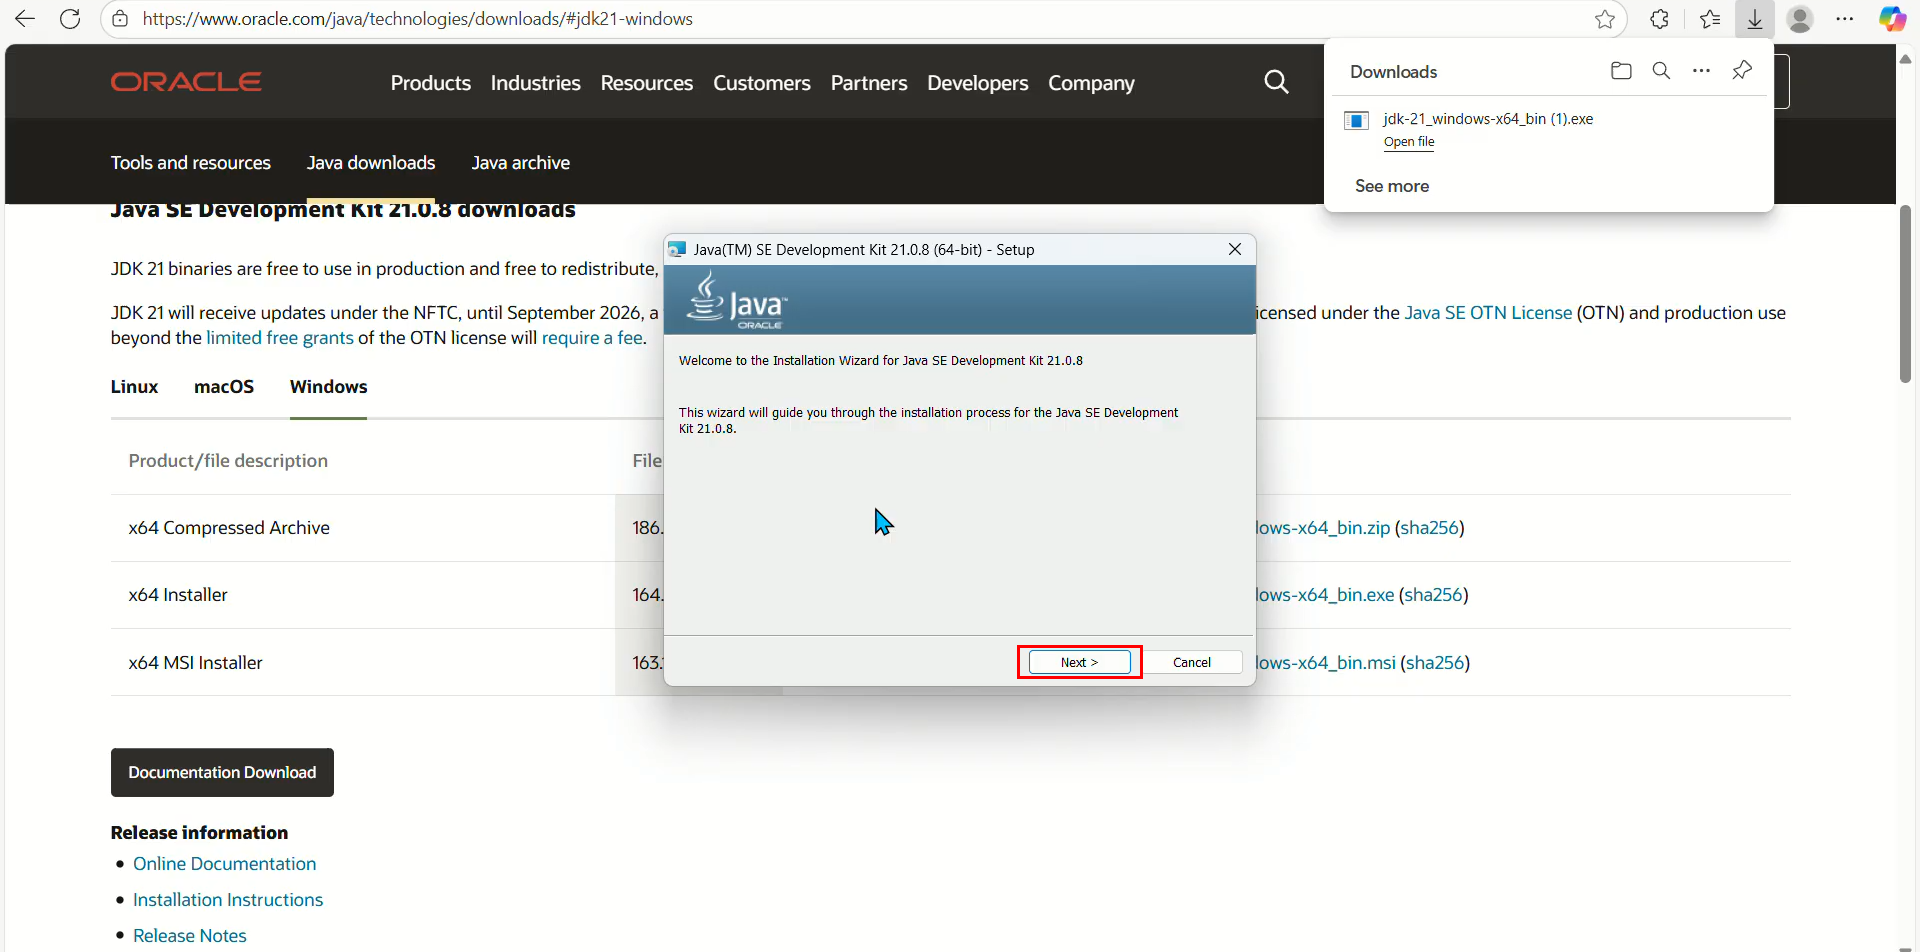 https://www.oracle.com/java/technologies/downloads/#jdk21-windows
ORACLE
Products Industries Resources Customers Partners Developers Company
Tools and resources Java downloads Java archive
Downloads
jdk-21_windows-x64_bin (1).exe
Open file
See more
Java SE Development Kit 21.0.8 downloads
JDK 21 binaries are free to use in production and free to redistribute,
JDK 21 will receive updates under the NFTC, until September 2026, a
icensed under the Java SE OTN License (OTN) and production use
beyond the limited free grants of the OTN license will require a fee.
Linux macOS Windows
Product/file description File
x64 Compressed Archive 186. lows-x64_bin.zip (sha256)
x64 Installer 164. lows-x64_bin.exe (sha256)
x64 MSI Installer 163. lows-x64_bin.msi (sha256)
Java(TM) SE Development Kit 21.0.8 (64-bit) - Setup
Java™
ORACLE
Welcome to the Installation Wizard for Java SE Development Kit 21.0.8
This wizard will guide you through the installation process for the Java SE Development
Kit 21.0.8.
Next > Cancel
Documentation Download
Release information
Online Documentation
Installation Instructions
Release Notes